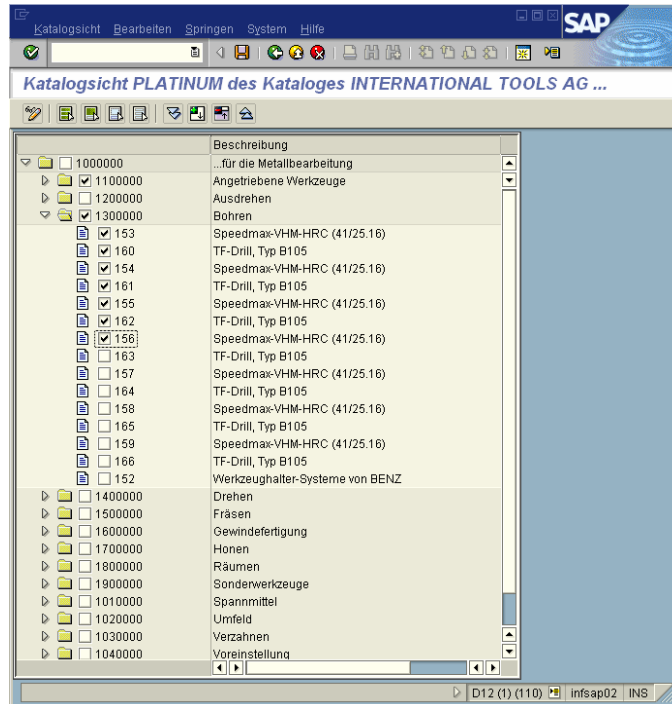 Katalogsicht Bearbeiten Springen System Hilfe
SAP
Katalogsicht PLATINUM des Kataloges INTERNATIONAL TOOLS AG ...
Beschreibung
1000000 ...für die Metallbearbeitung
1100000 Angetriebene Werkzeuge
1200000 Ausdrehen
1300000 Bohren
153 Speedmax-VHM-HRC (41/25.16)
160 TF-Drill, Typ B105
154 Speedmax-VHM-HRC (41/25.16)
161 TF-Drill, Typ B105
155 Speedmax-VHM-HRC (41/25.16)
162 TF-Drill, Typ B105
156 Speedmax-VHM-HRC (41/25.16)
163 TF-Drill, Typ B105
157 Speedmax-VHM-HRC (41/25.16)
164 TF-Drill, Typ B105
158 Speedmax-VHM-HRC (41/25.16)
165 TF-Drill, Typ B105
159 Speedmax-VHM-HRC (41/25.16)
166 TF-Drill, Typ B105
152 Werkzeughalter-Systeme von BENZ
1400000 Drehen
1500000 Fräsen
1600000 Gewindefertigung
1700000 Honen
1800000 Räumen
1900000 Sonderwerkzeuge
1010000 Spannmittel
1020000 Umfeld
1030000 Verzahnen
1040000 Voreinstellung
D12 (1) (110) infsap02 INS